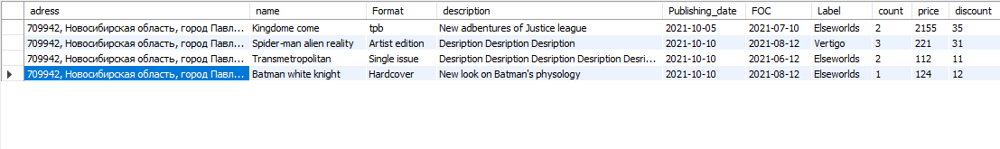 adress name Format description Publishing_date FOC Label count price discount
709942, Новосибирская область, город Павл... Kingdome come tpb New adbentures of Justice league 2021-10-05 2021-07-10 Elseworlds 2 2155 35
709942, Новосибирская область, город Павл... Spider-man alien reality Artist edition Desription Desription Desription 2021-10-10 2021-08-12 Vertigo 3 221 31
709942, Новосибирская область, город Павл... Transmetropolitan Single issue Desription Desription Desription Desription Desri... 2021-10-10 2021-06-12 Elseworlds 2 112 11
709942, Новосибирская область, город Павл... Batman white knight Hardcover New look on Batman's physology 2021-10-10 2021-08-12 Elseworlds 1 124 12